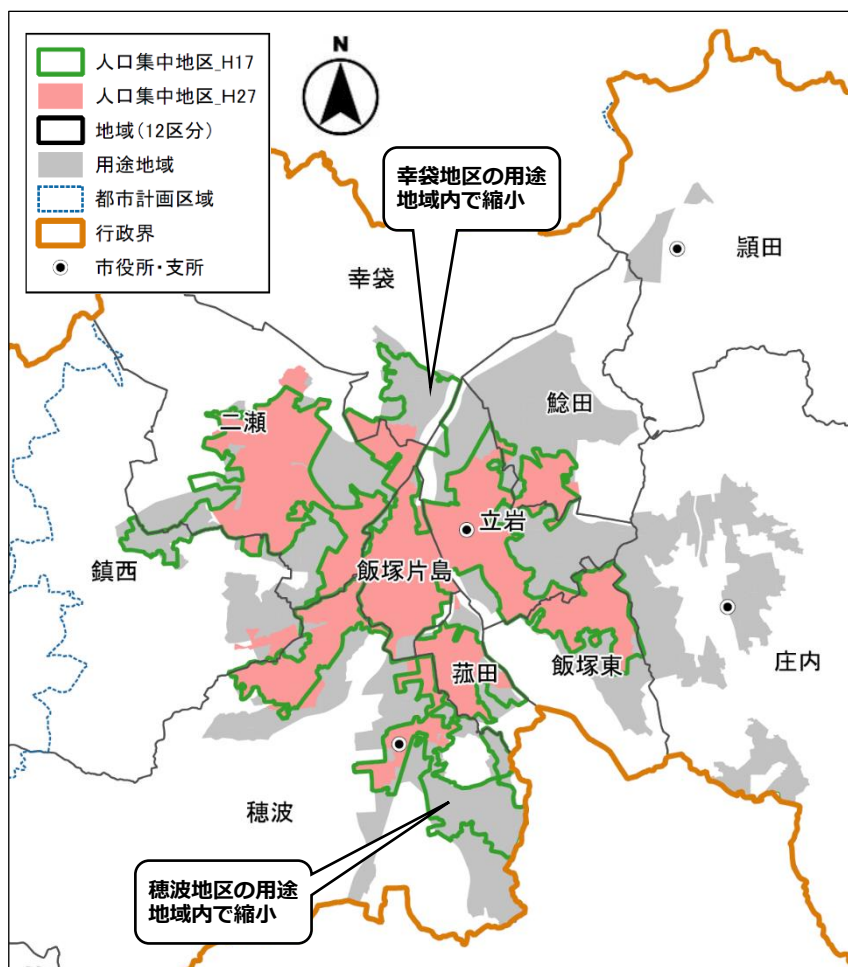 人口集中地区_H17
人口集中地区_H27
地域(12区分)
用途地域
都市計画区域
行政界
市役所・支所
N
幸袋地区の用途
地域内で縮小
頴田
幸袋
鯰田
二瀬
立岩
飯塚片島
鎮西
飯塚東
庄内
菰田
穂波
穂波地区の用途
地域内で縮小